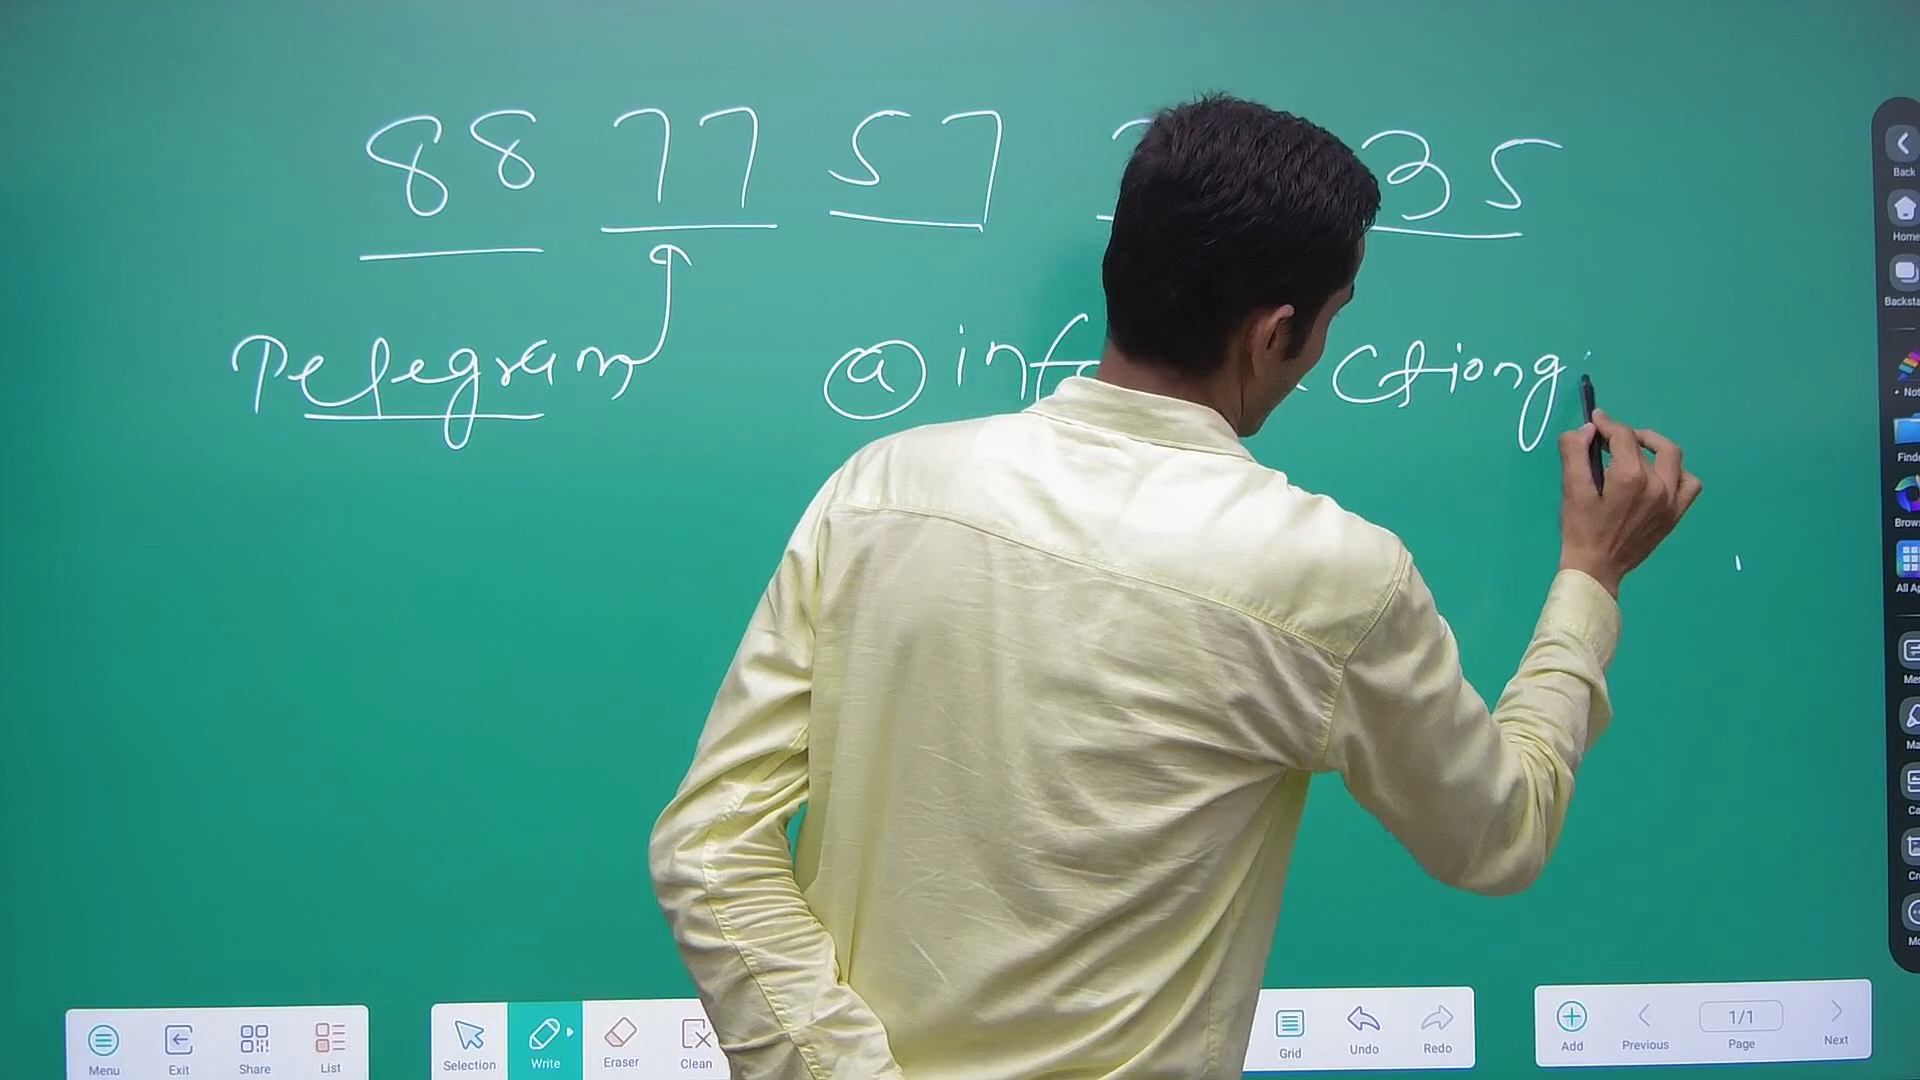 88 77 57 35
Telegram @ ctiong
Back
Home
Menu
Exit
Share
List
Selection
Write
Eraser
Clean
Grid
Undo
Redo
Add
Previous
1/1
Page
Next